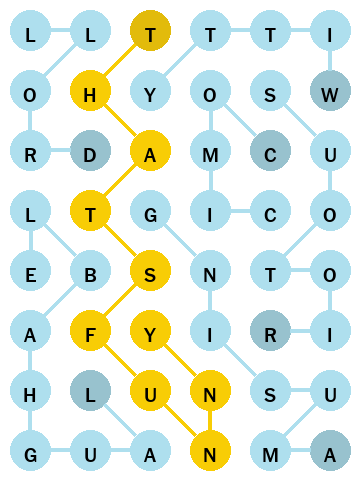 L L T T T I
O H Y O S W
R D A M C U
L T G I C O
E B S N T O
A F Y I R I
H L U N S U
G U A N M A